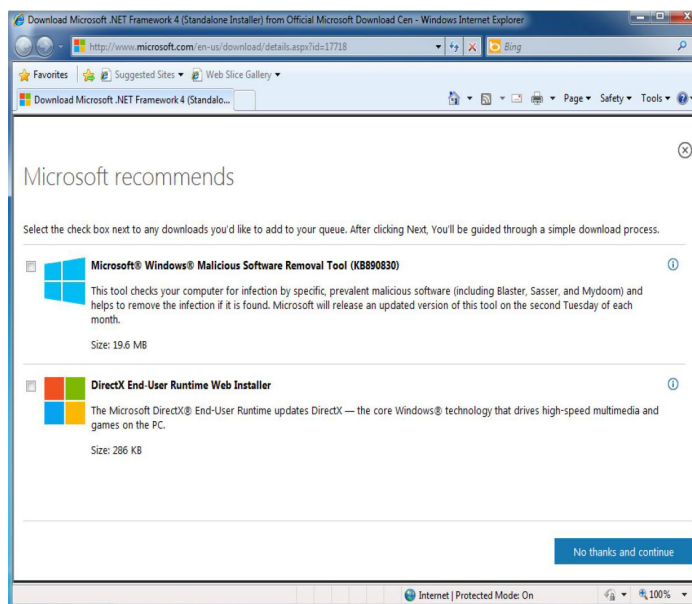 Download Microsoft .NET Framework 4 (Standalone Installer) from Official Microsoft Download Cen - Windows Internet Explorer
http://www.microsoft.com/en-us/download/details.aspx?id=17718
Bing
Favorites Suggested Sites Web Slice Gallery
Download Microsoft .NET Framework 4 (Standalo...
Page Safety Tools
Microsoft recommends
Select the check box next to any downloads you'd like to add to your queue. After clicking Next, You'll be guided through a simple download process.
Microsoft® Windows® Malicious Software Removal Tool (KB890830)
This tool checks your computer for infection by specific, prevalent malicious software (including Blaster, Sasser, and Mydoom) and
helps to remove the infection if it is found. Microsoft will release an updated version of this tool on the second Tuesday of each
month.
Size: 19.6 MB
DirectX End-User Runtime Web Installer
The Microsoft DirectX® End-User Runtime updates DirectX — the core Windows® technology that drives high-speed multimedia and
games on the PC.
Size: 286 KB
No thanks and continue
Internet | Protected Mode: On
100%